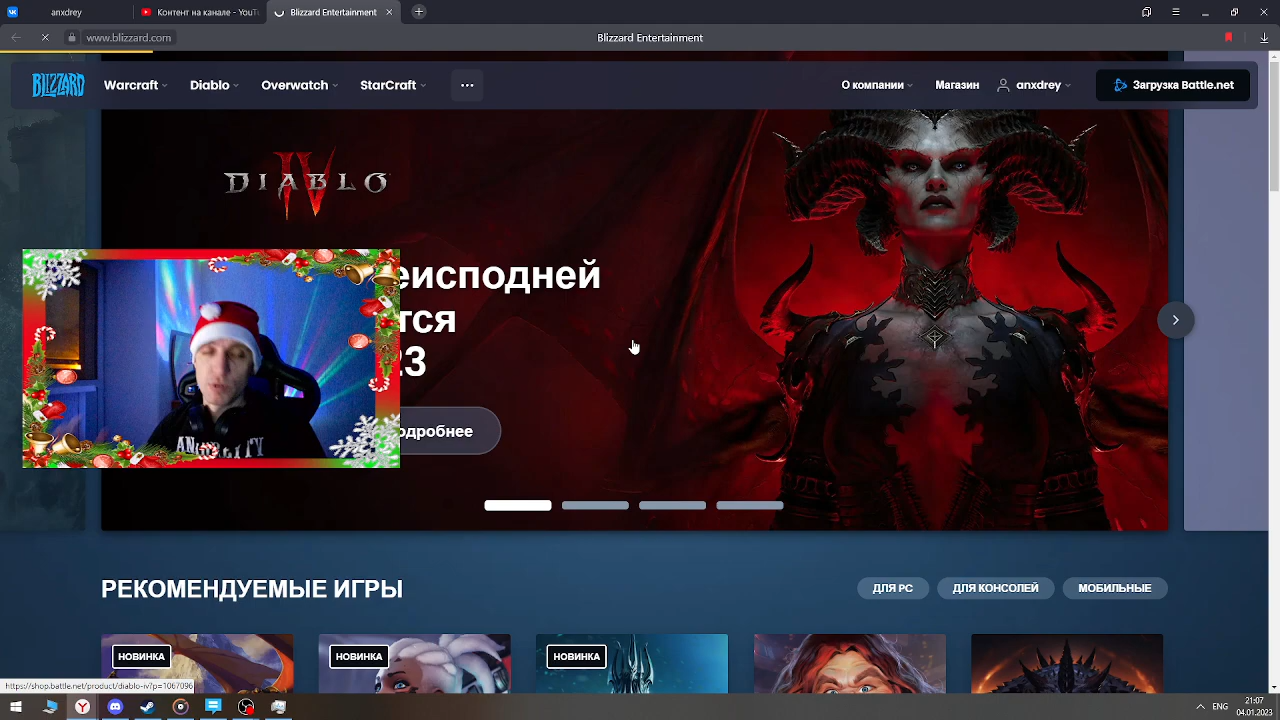 anxdrey
Контент на канале - YouTu
Blizzard Entertainment
www.blizzard.com
Blizzard Entertainment
BLIZZARD
Warcraft
Diablo
Overwatch
StarCraft
О компании
Магазин
anxdrey
Загрузка Battle.net
DIABLO
IV
еисподней
тся
23
одробнее
РЕКОМЕНДУЕМЫЕ ИГРЫ
ДЛЯ PC
ДЛЯ КОНСОЛЕЙ
МОБИЛЬНЫЕ
НОВИНКА
НОВИНКА
НОВИНКА
https://shop.battle.net/product/diablo-iv?p=1067096
ENG
21:07
04.01.2023